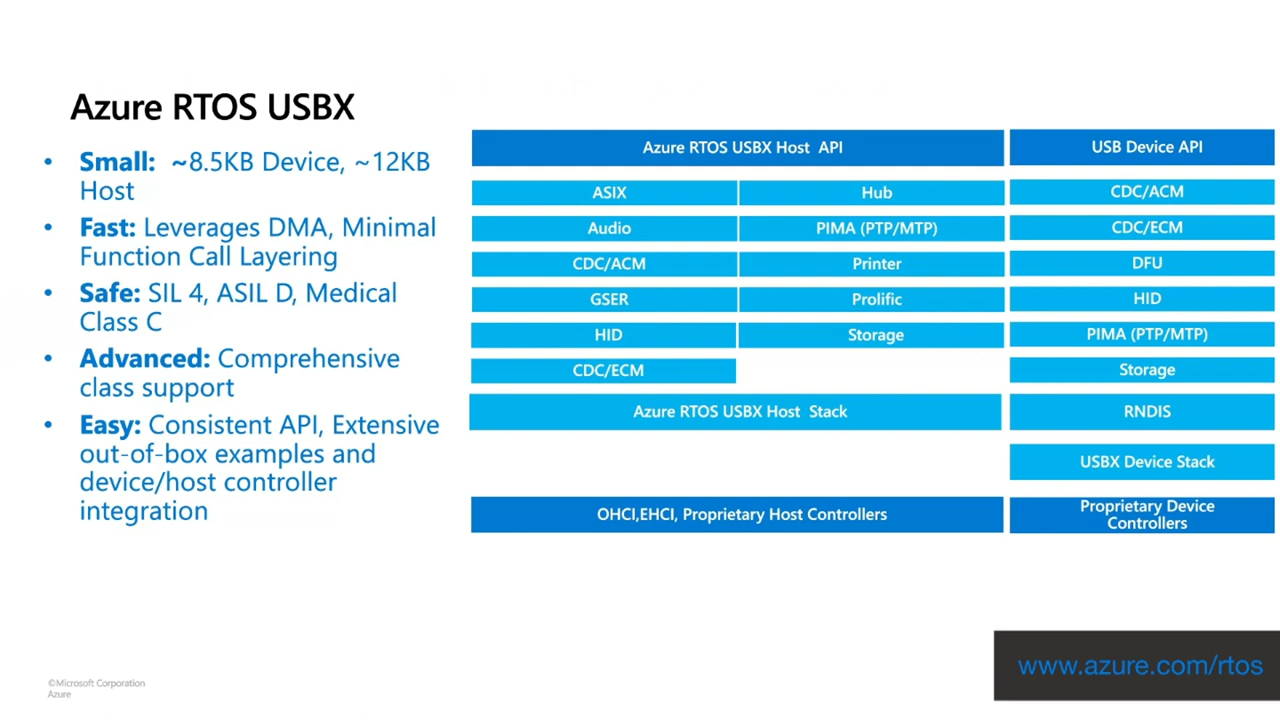 Azure RTOS USBX
• Small: ~8.5KB Device, ~12KB
Host
• Fast: Leverages DMA, Minimal
Function Call Layering
• Safe: SIL 4, ASIL D, Medical
Class C
• Advanced: Comprehensive
class support
• Easy: Consistent API, Extensive
out-of-box examples and
device/host controller
integration
Azure RTOS USBX Host API
ASIX
Hub
Audio
PIMA (PTP/MTP)
CDC/ACM
Printer
GSER
Prolific
HID
Storage
CDC/ECM
Azure RTOS USBX Host Stack
OHCI,EHCI, Proprietary Host Controllers
USB Device API
CDC/ACM
CDC/ECM
DFU
HID
PIMA (PTP/MTP)
Storage
RNDIS
USBX Device Stack
Proprietary Device
Controllers
©Microsoft Corporation
Azure
www.azure.com/rtos